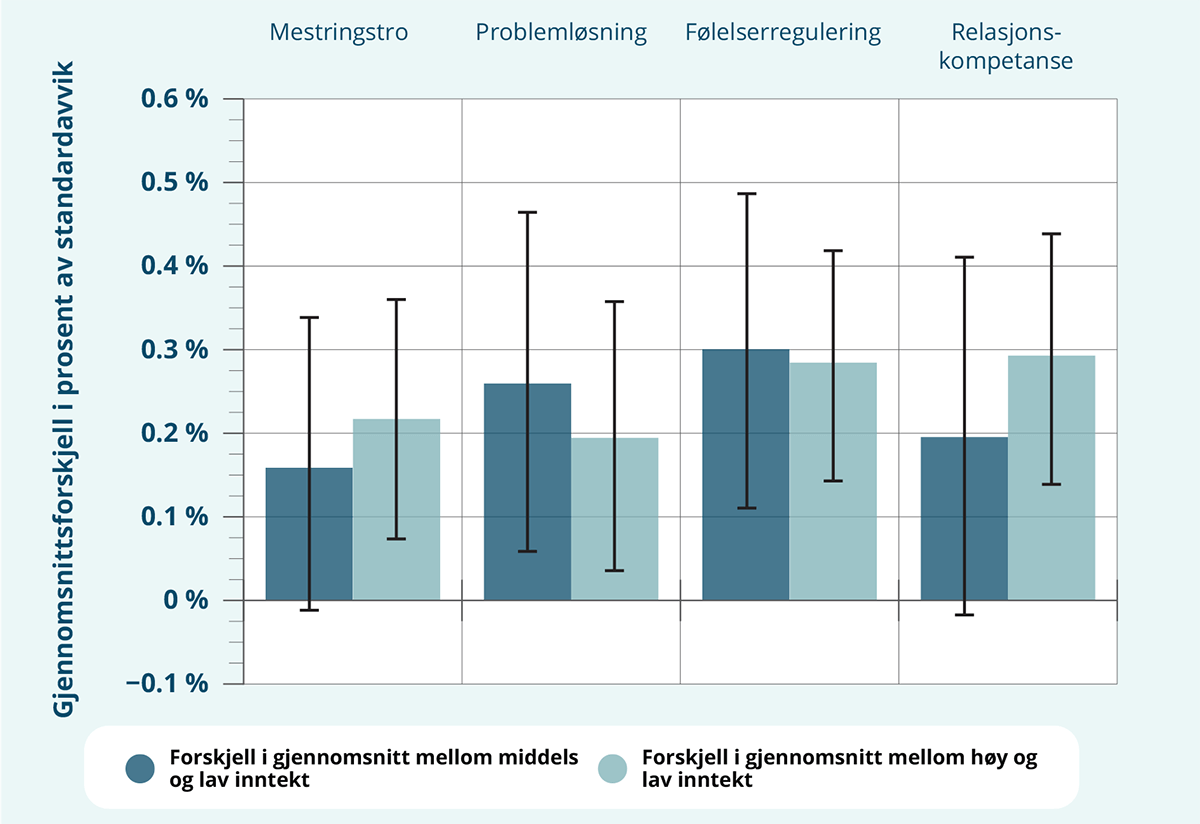 Mestringstro
Problemløsning
Følelserregulering
Relasjons-
kompetanse
Gjennomsnittsforskjell i prosent av standardavvik
0.6 %
0.5 %
0.4 %
0.3 %
0.2 %
0.1 %
0 %
−0.1 %
Forskjell i gjennomsnitt mellom middels
og lav inntekt
Forskjell i gjennomsnitt mellom høy og
lav inntekt